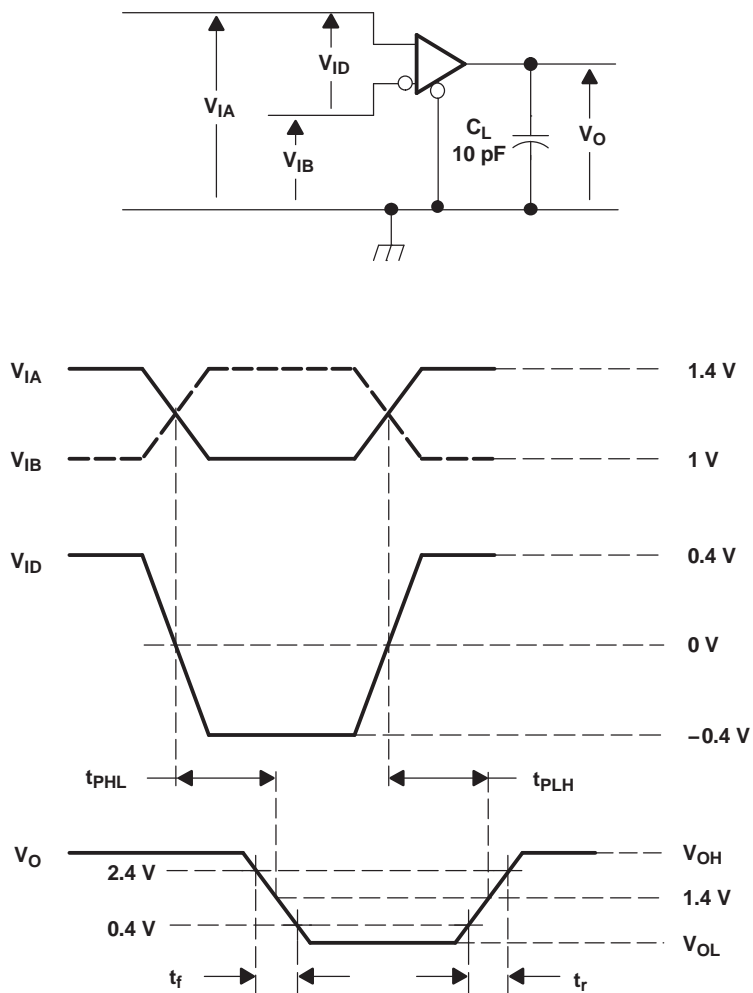 VID
VIA
VIB
CL
10 pF
VO
VIA
1.4 V
VIB
1 V
VID
0.4 V
0 V
–0.4 V
tPHL
tPLH
VO
VOH
2.4 V
1.4 V
0.4 V
VOL
tf
tr